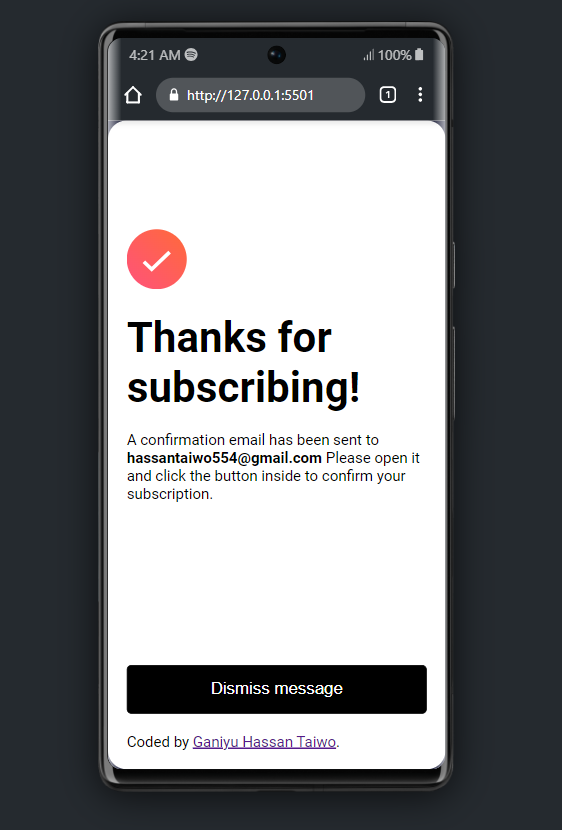 4:21 AM 100%
http://127.0.0.1:5501 1
Thanks for
subscribing!
A confirmation email has been sent to
hassantaiwo554@gmail.com Please open it
and click the button inside to confirm your
subscription.
Dismiss message
Coded by Ganiyu Hassan Taiwo.